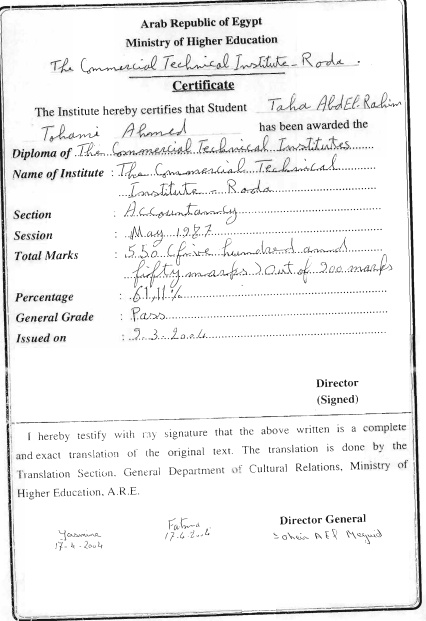 Arab Republic of Egypt
Ministry of Higher Education
The Commercial Technical Institute - Roda.
Certificate
The Institute hereby certifies that Student Taha AbdEl Rahim
Tohami Ahmed has been awarded the
Diploma of The Commercial Technical Institutes
Name of Institute : The Commercial Technical
Institute - Roda
Section : Accountancy
Session : May 1987
Total Marks : 550 (five hundred and
fifty marks) out of 900 marks
Percentage : 61,11%
General Grade : Pass
Issued on : 2.3.2004
Director
(Signed)
I hereby testify with my signature that the above written is a complete
and exact translation of the original text. The translation is done by the
Translation Section, General Department of Cultural Relations, Ministry of
Higher Education, A.R.E.
Director General
Fatma
17.4.2004
17-4-2004